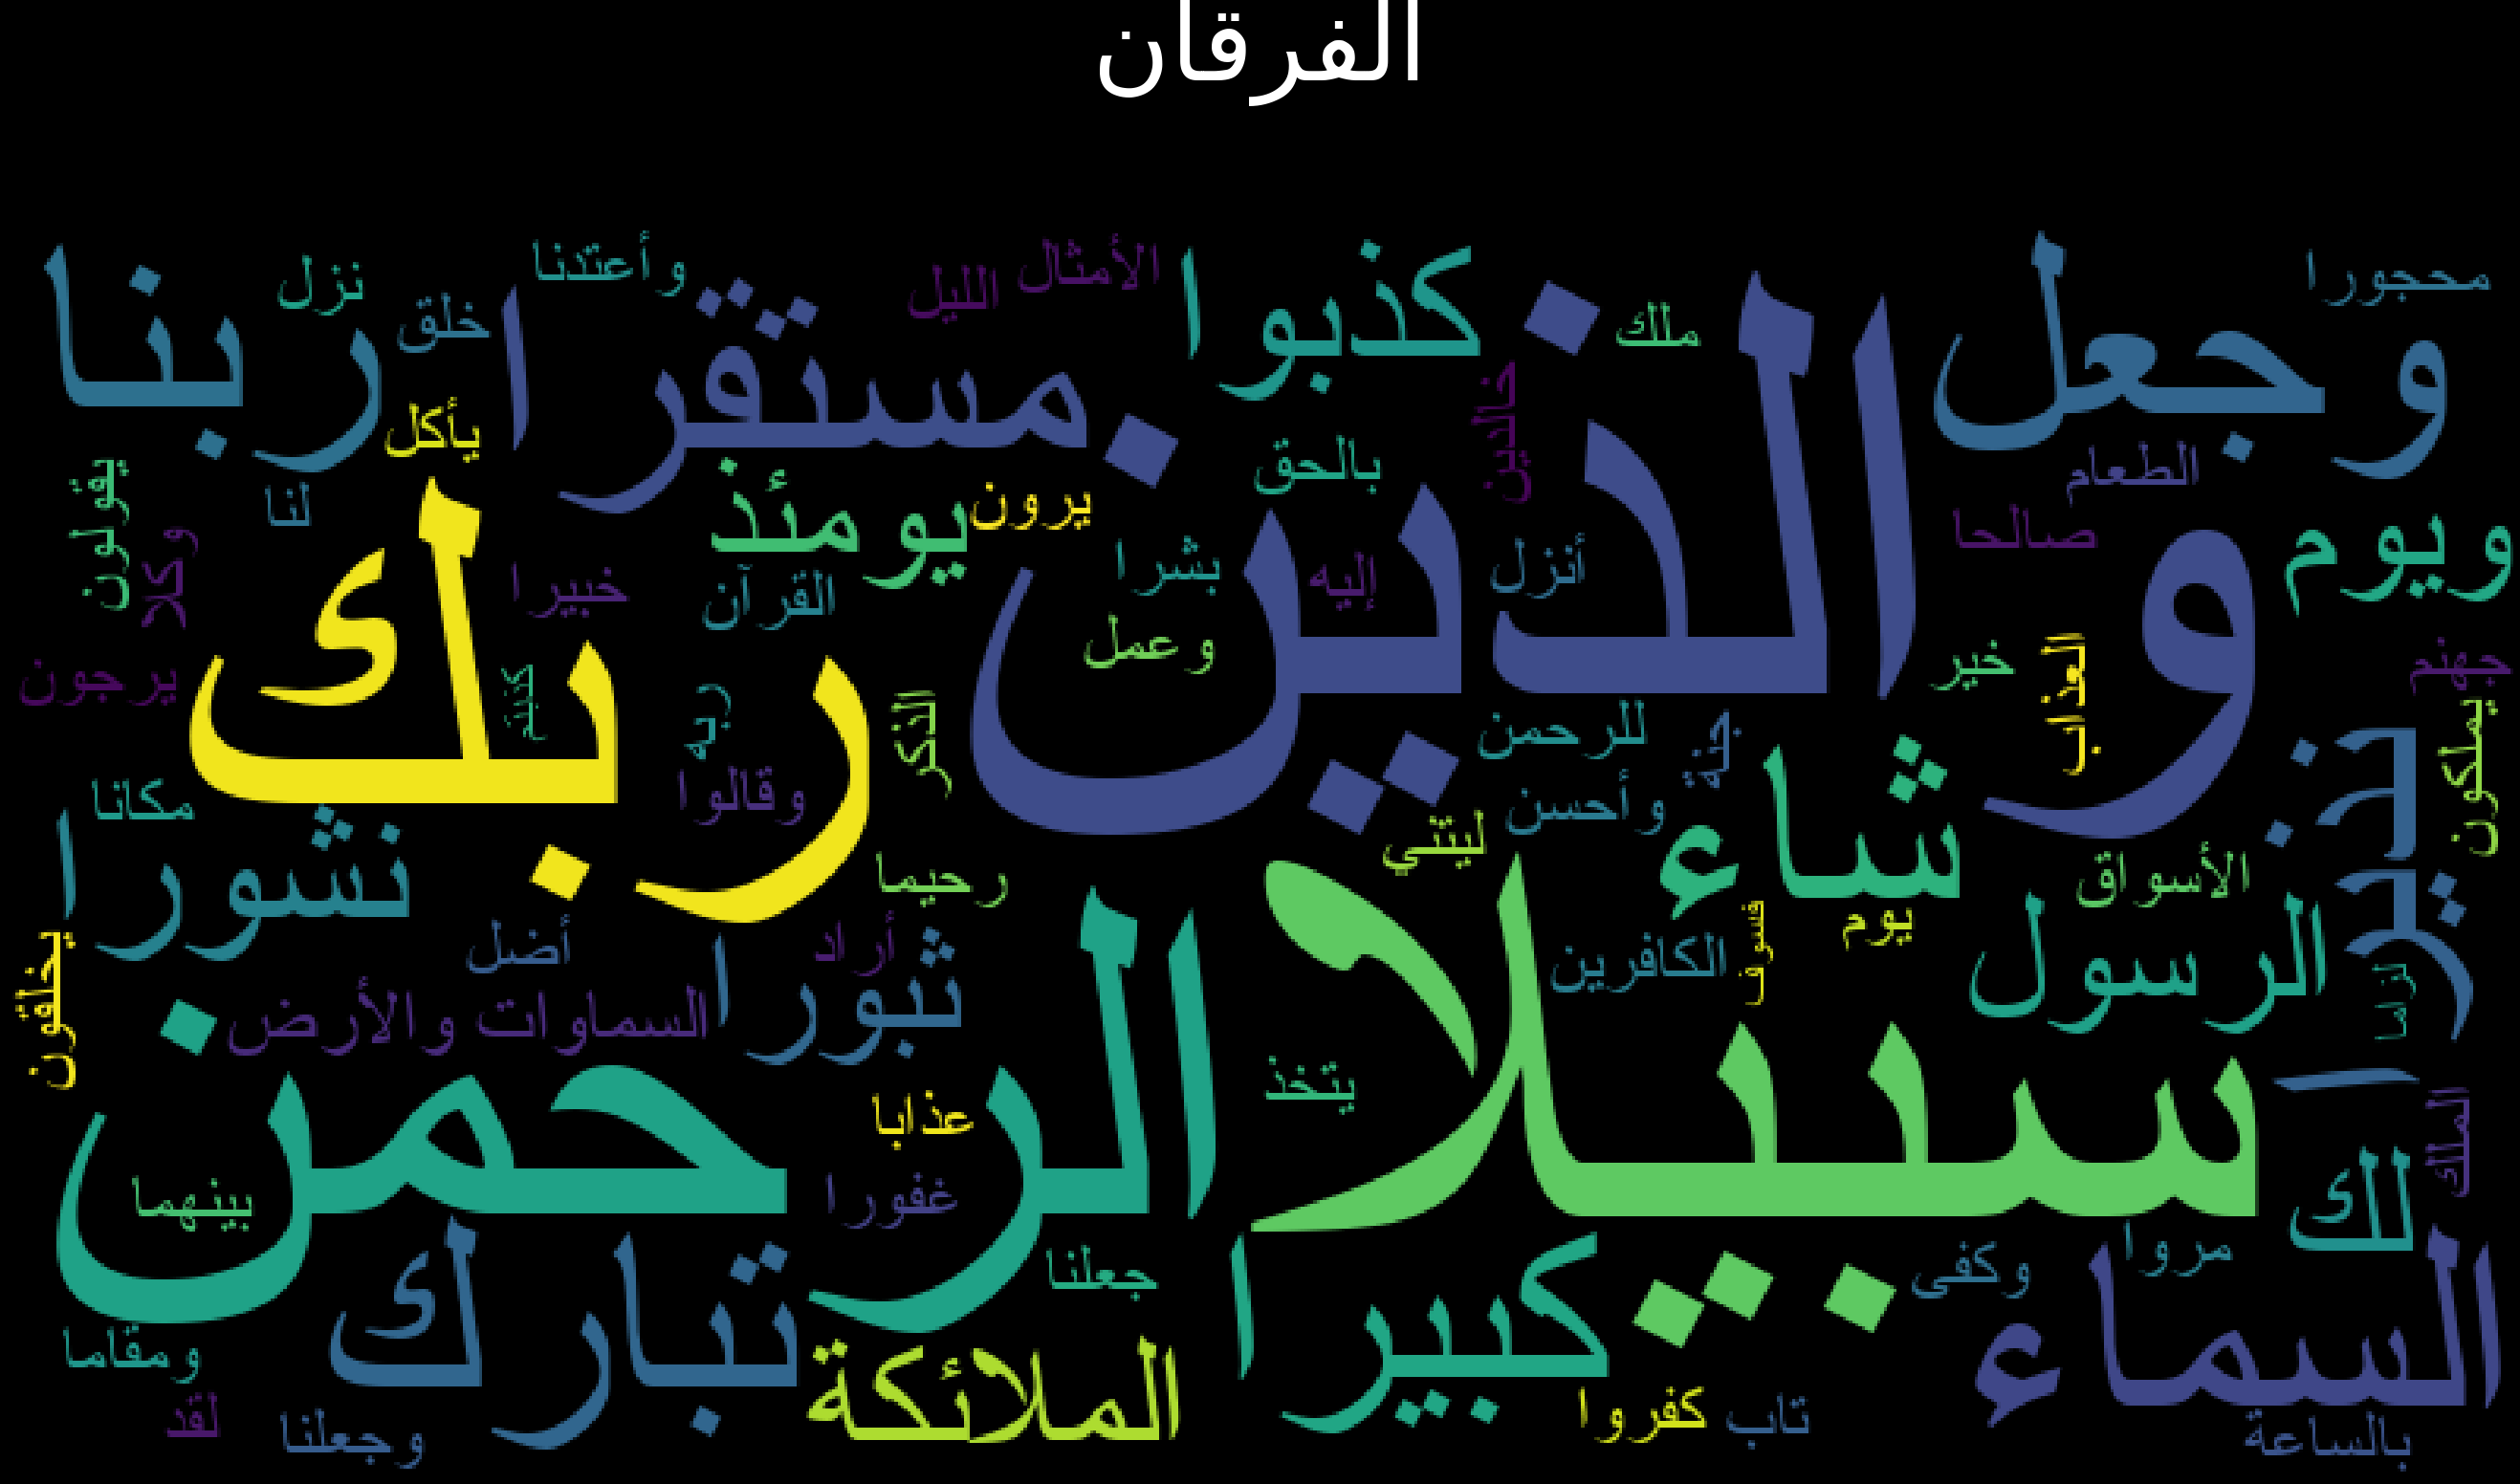 الفرقان
محجورا
وجعل
ملك
كذبوا
الأمثال
الليل
مستقرا
وأعتدنا
خلق
نزل
ربنا
الطعام
صالحا
ويوم
خالدين
بالحق
والذين
أنزل
إليه
بشرا
وعمل
يرون
يومئذ
القرآن
خبيرا
يأكل
لنا
يقولون
وكلا
يرجون
ربك
كذبتم
ربه
وقالوا
الذكر
جهنم
يملكون
خير
العذاب
للرحمن
جنة
وأحسن
ليتني
شاء
الأسواق
الرسول
لزاما
يوم
فسوف
الكافرين
رحيما
أراد
ثبورا
أضل
السماوات والأرض
مكانا
نشورا
يخلقون
الملك
لك
سبيلا
يتخذ
الرحمن
عذابا
غفورا
بينهما
السماء
مروا
وكفى
كبيرا
جعلنا
الملائكة
تبارك
ومقاما
بالساعة
تاب
كفروا
وجعلنا
لقد